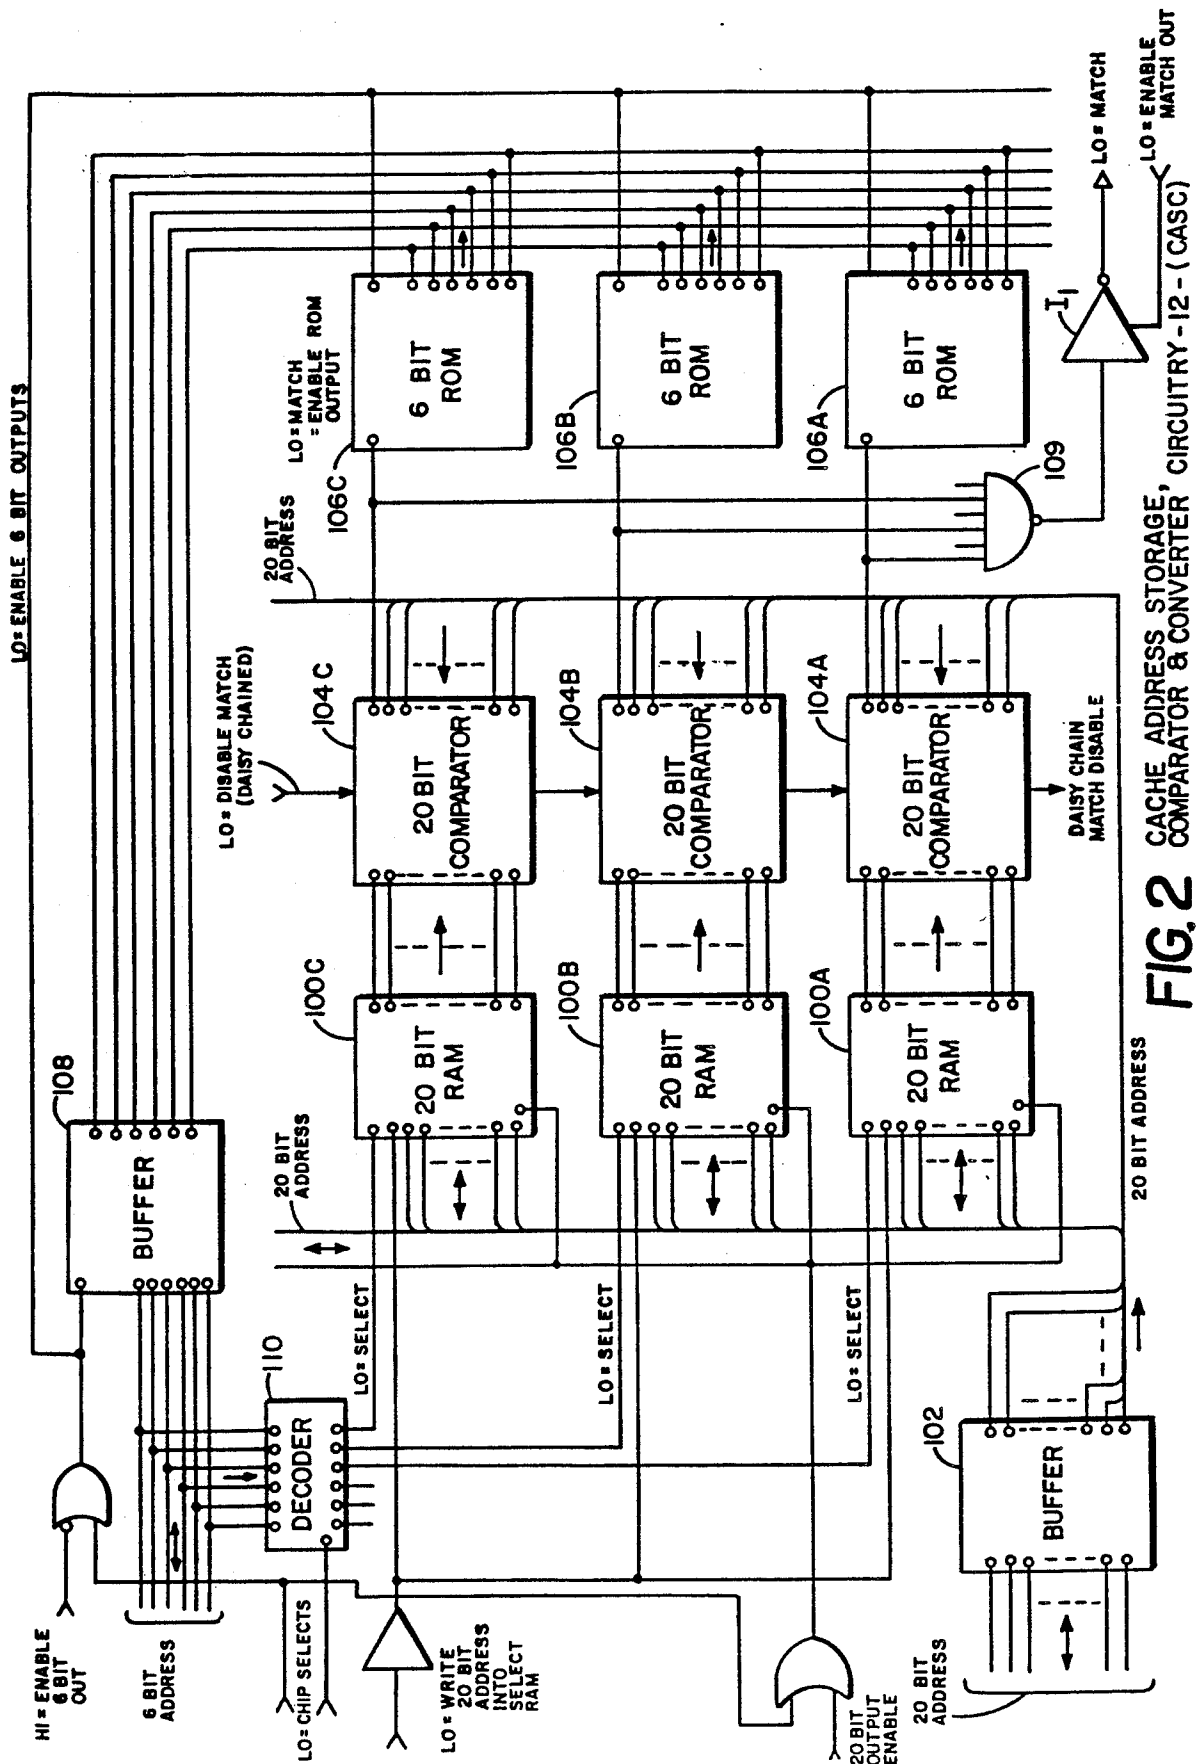 LO=ENABLE 6 BIT OUTPUTS
HI = ENABLE
6 BIT
OUT
6 BIT
ADDRESS
LO=CHIP SELECTS
LO=WRITE
20 BIT
ADDRESS
INTO
SELECT
RAM
20 BIT
OUTPUT
ENABLE
20 BIT
ADDRESS
108
BUFFER
110
DECODER
102
BUFFER
LO=SELECT
LO=SELECT
LO=SELECT
20 BIT
ADDRESS
20 BIT ADDRESS
100C
20 BIT
RAM
100B
20 BIT
RAM
100A
20 BIT
RAM
LO=DISABLE MATCH
(DAISY CHAINED)
104C
20 BIT
COMPARATOR
104B
20 BIT
COMPARATOR
104A
20 BIT
COMPARATOR
DAISY CHAIN
MATCH DISABLE
20 BIT
ADDRESS
LO=MATCH
=ENABLE ROM
OUTPUT
106C
6 BIT
ROM
106B
6 BIT
ROM
106A
6 BIT
ROM
109
I1
LO=MATCH
LO=ENABLE
MATCH OUT
FIG. 2
CACHE ADDRESS STORAGE,
COMPARATOR & CONVERTER CIRCUITRY-12-(CASC)